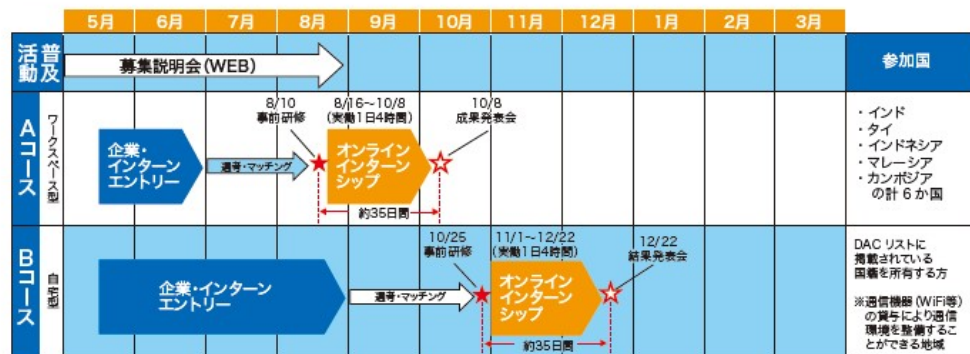 5月 6月 7月 8月 9月 10月 11月 12月 1月 2月 3月
普及
活動
募集説明会(WEB)
参加国
Aコース
ワークスペース型
企業・
インターン
エントリー
選考・マッチング
8/10
事前研修
8/16~10/8
(実働1日4時間)
オンライン
インターン
シップ
10/8
成果発表会
約35日間
・インド
・タイ
・インドネシア
・マレーシア
・カンボジア
の計6か国
Bコース
自宅型
企業・インターン
エントリー
選考・マッチング
10/25
事前研修
11/1~12/22
(実働1日4時間)
オンライン
インターン
シップ
12/22
結果発表会
約35日間
DACリストに
掲載されている
国籍を所有する方
※通信機器(WiFi等)
の貸与により通信
環境を整備するこ
とができる地域